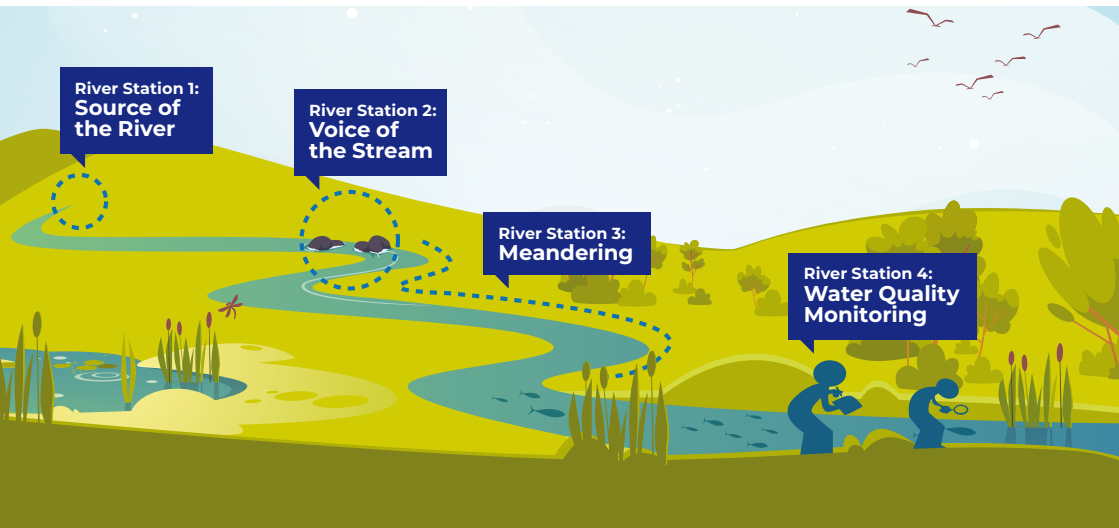 River Station 1:
Source of
the River
River Station 2:
Voice of
the Stream
River Station 3:
Meandering
River Station 4:
Water Quality
Monitoring